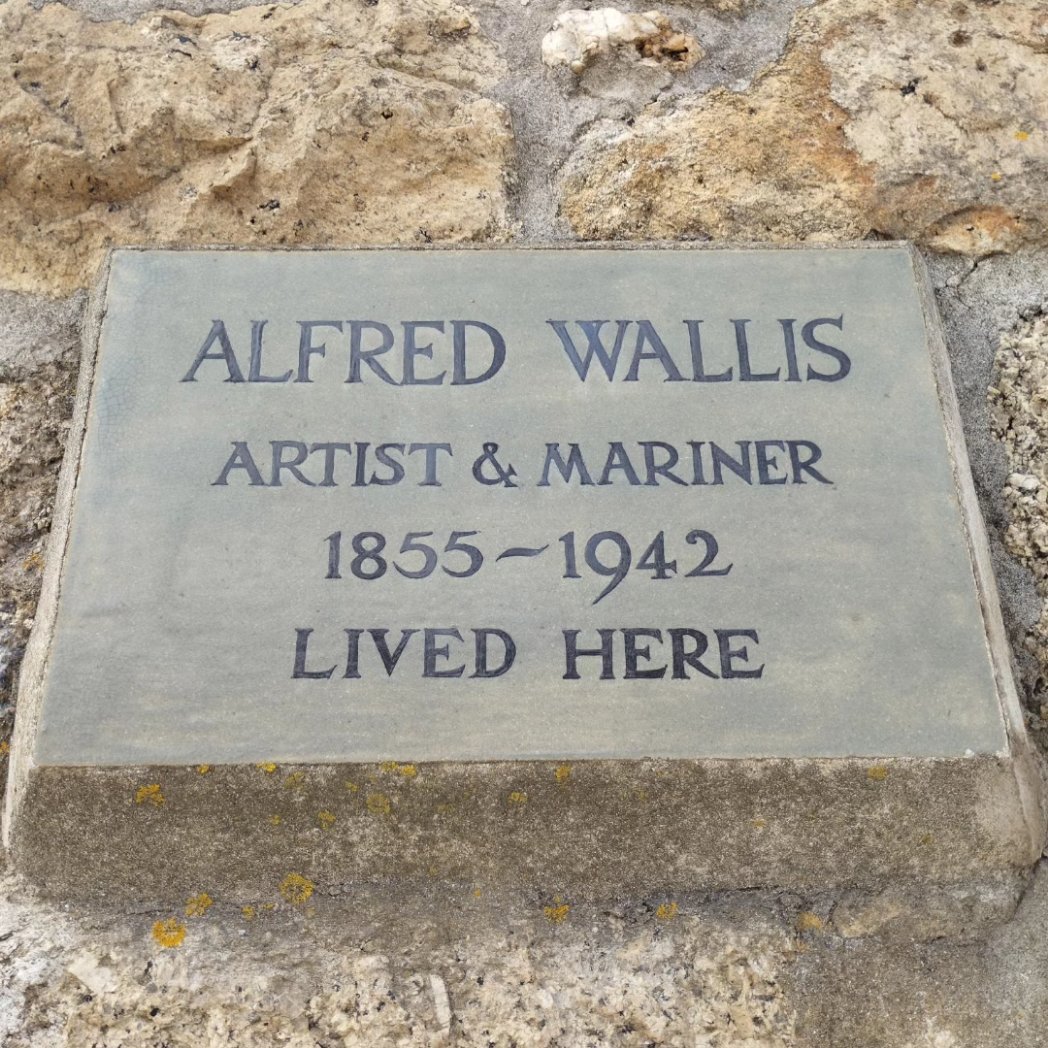 ALFRED WALLIS
ARTIST & MARINER
1855~1942
LIVED HERE